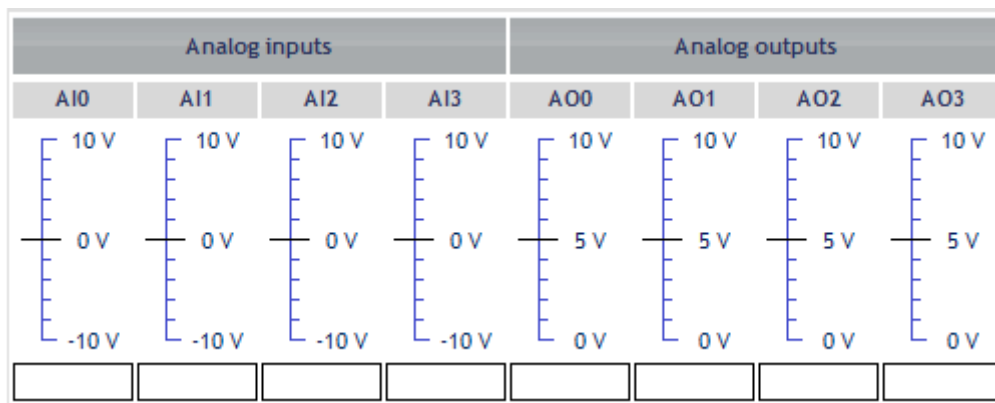 Analog inputs Analog outputs
AI0 AI1 AI2 AI3 AO0 AO1 AO2 AO3
10 V 10 V 10 V 10 V 10 V 10 V 10 V 10 V
0 V 0 V 0 V 0 V 5 V 5 V 5 V 5 V
-10 V -10 V -10 V -10 V 0 V 0 V 0 V 0 V